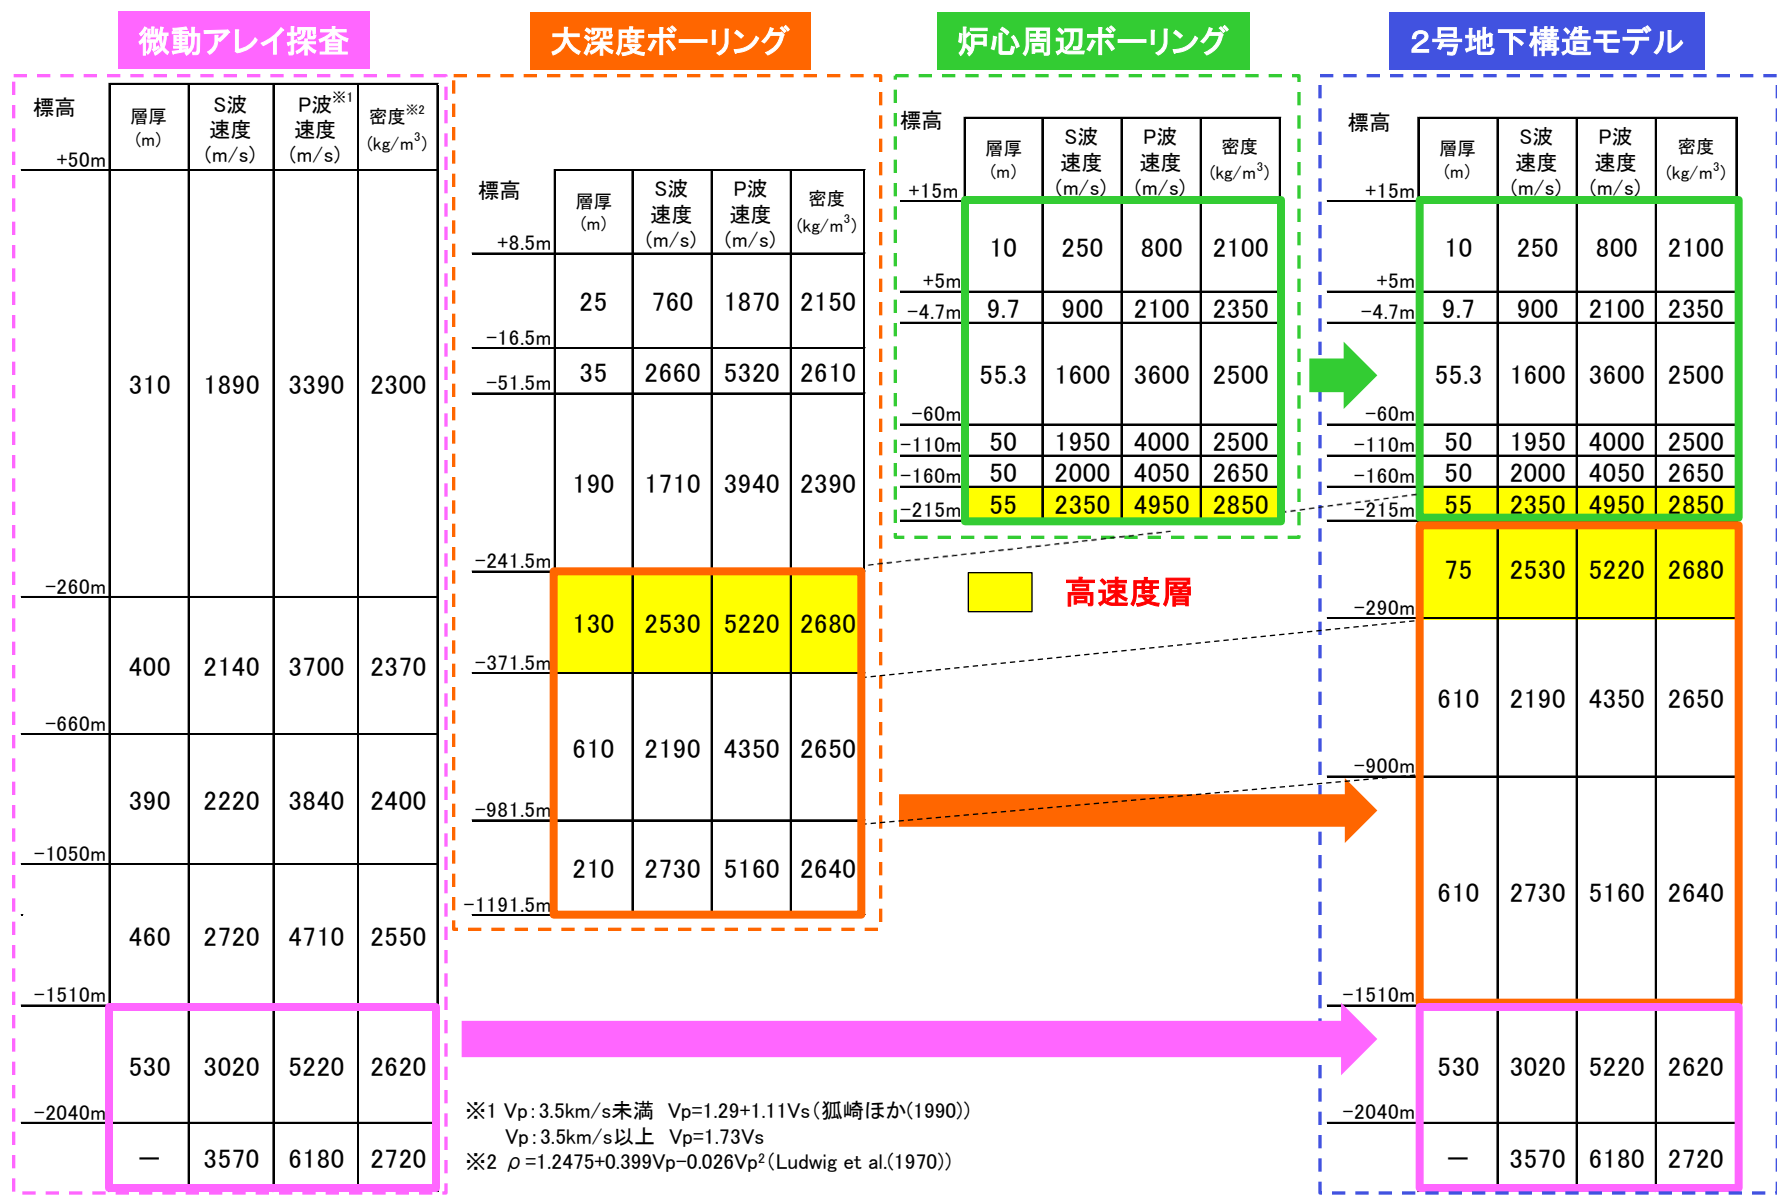 微動アレイ探査
標高
層厚
(m)
S波
速度
(m/s)
P波※1
速度
(m/s)
密度※2
(kg/m3)
+50m
310 1890 3390 2300
−260m
400 2140 3700 2370
−660m
390 2220 3840 2400
−1050m
460 2720 4710 2550
−1510m
530 3020 5220 2620
−2040m
— 3570 6180 2720
大深度ボーリング
標高
層厚
(m)
S波
速度
(m/s)
P波
速度
(m/s)
密度
(kg/m3)
+8.5m
25 760 1870 2150
−16.5m
35 2660 5320 2610
−51.5m
190 1710 3940 2390
−241.5m
130 2530 5220 2680
−371.5m
610 2190 4350 2650
−981.5m
210 2730 5160 2640
−1191.5m
炉心周辺ボーリング
標高
層厚
(m)
S波
速度
(m/s)
P波
速度
(m/s)
密度
(kg/m3)
+15m
10 250 800 2100
+5m
9.7 900 2100 2350
−4.7m
55.3 1600 3600 2500
−60m
50 1950 4000 2500
−110m
50 2000 4050 2650
−160m
55 2350 4950 2850
−215m
高速度層
2号地下構造モデル
標高
層厚
(m)
S波
速度
(m/s)
P波
速度
(m/s)
密度
(kg/m3)
+15m
10 250 800 2100
+5m
9.7 900 2100 2350
−4.7m
55.3 1600 3600 2500
−60m
50 1950 4000 2500
−110m
50 2000 4050 2650
−160m
55 2350 4950 2850
−215m
75 2530 5220 2680
−290m
610 2190 4350 2650
−900m
610 2730 5160 2640
−1510m
530 3020 5220 2620
−2040m
— 3570 6180 2720
※1 Vp:3.5km/s未満 Vp=1.29+1.11Vs(狐崎ほか(1990))
Vp:3.5km/s以上 Vp=1.73Vs
※2 ρ=1.2475+0.399Vp−0.026Vp²(Ludwig et al.(1970))